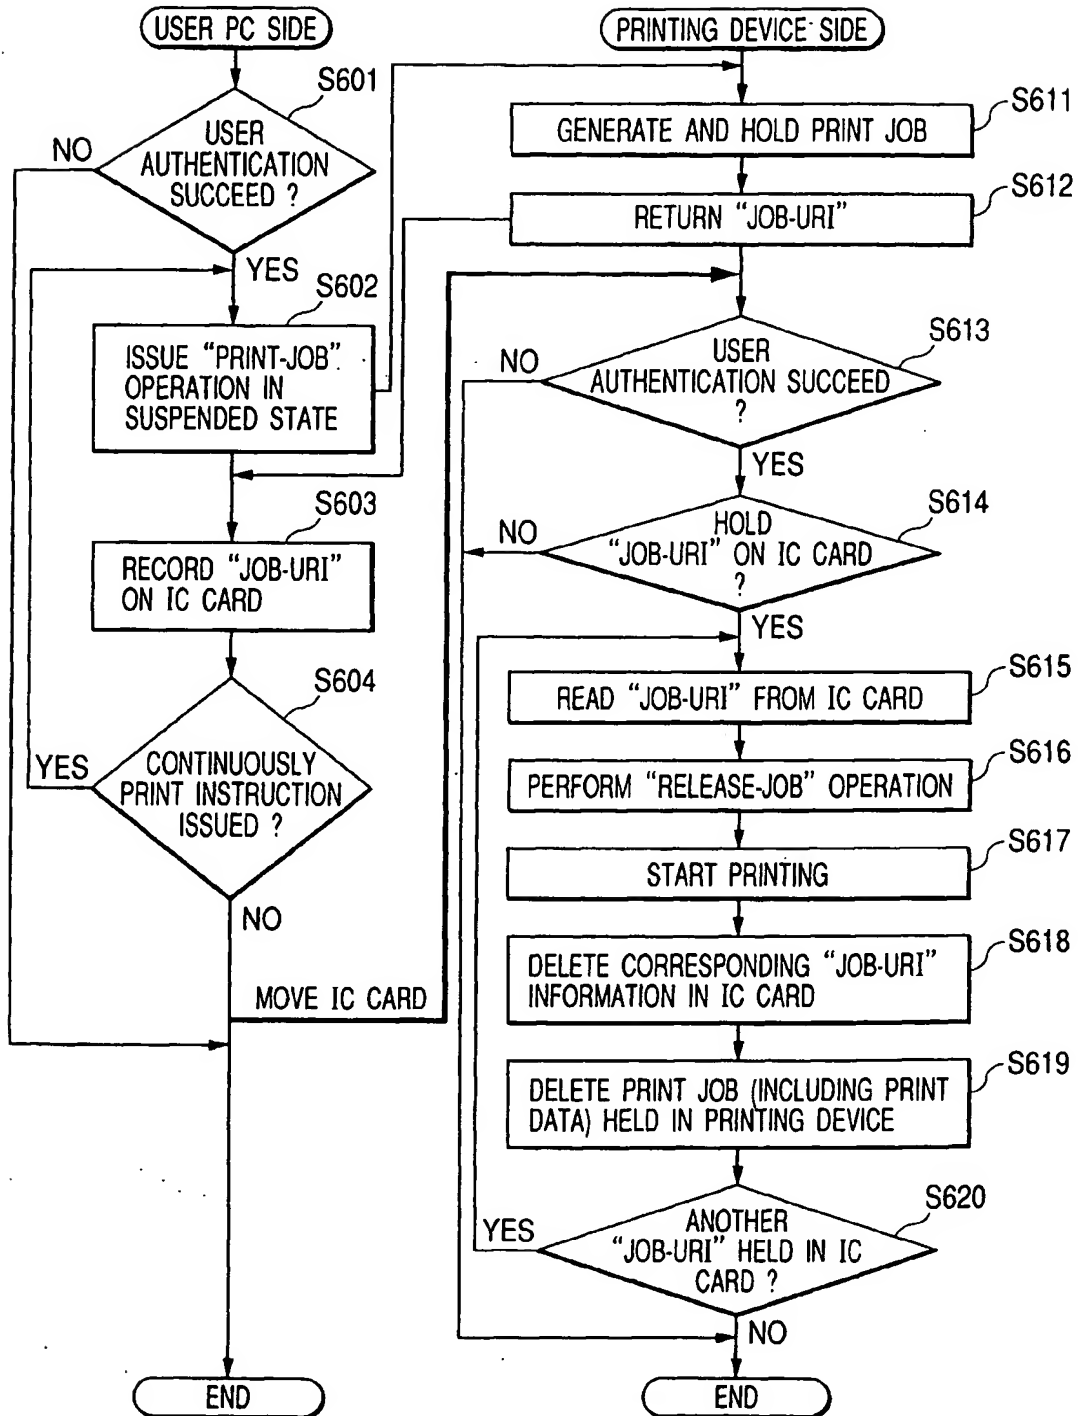 USER PC SIDE
S601
USER
AUTHENTICATION
SUCCEED ?
NO
YES
S602
ISSUE “PRINT-JOB”
OPERATION IN
SUSPENDED STATE
S603
RECORD “JOB-URI”
ON IC CARD
S604
CONTINUOUSLY
PRINT INSTRUCTION
ISSUED ?
YES
NO
MOVE IC CARD
END
PRINTING DEVICE SIDE
S611
GENERATE AND HOLD PRINT JOB
S612
RETURN “JOB-URI”
S613
USER
AUTHENTICATION SUCCEED
?
NO
YES
S614
HOLD
“JOB-URI” ON IC CARD
?
NO
YES
S615
READ “JOB-URI” FROM IC CARD
S616
PERFORM “RELEASE-JOB” OPERATION
S617
START PRINTING
S618
DELETE CORRESPONDING “JOB-URI”
INFORMATION IN IC CARD
S619
DELETE PRINT JOB (INCLUDING PRINT
DATA) HELD IN PRINTING DEVICE
S620
ANOTHER
“JOB-URI” HELD IN IC
CARD ?
YES
NO
END